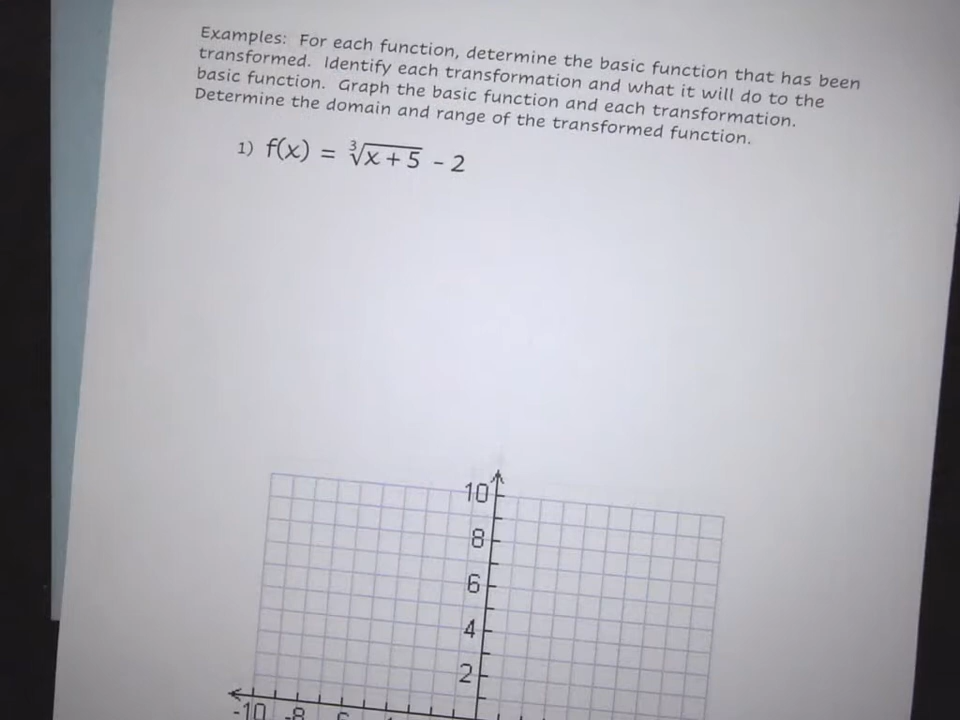 Examples: For each function, determine the basic function that has been
transformed. Identify each transformation and what it will do to the
basic function. Graph the basic function and each transformation.
Determine the domain and range of the transformed function.
1) f(x) = ∛(x + 5) - 2
10
8
6
4
2
-10 -8